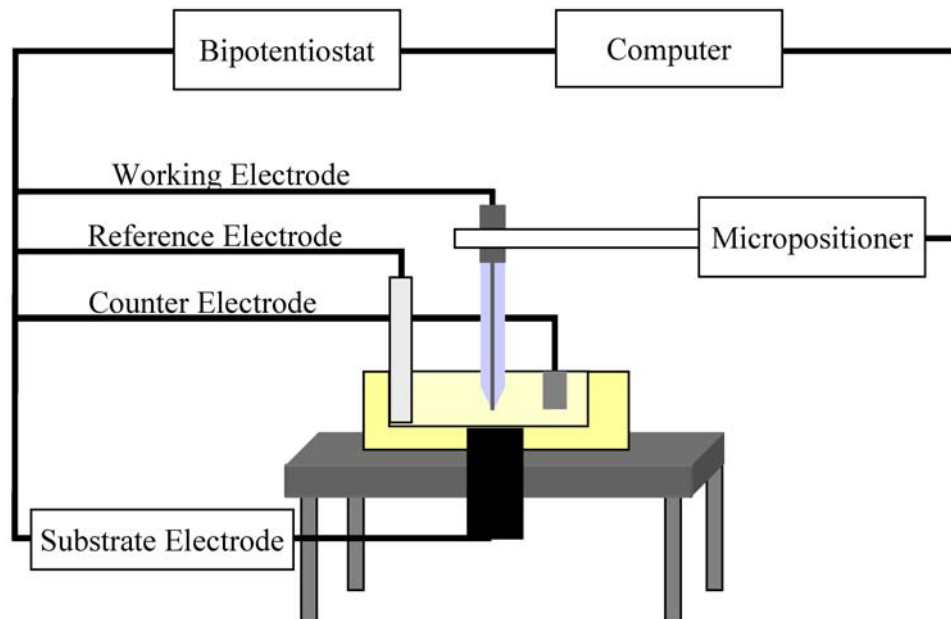 Bipotentiostat
Computer
Working Electrode
Reference Electrode
Micropositioner
Counter Electrode
Substrate Electrode